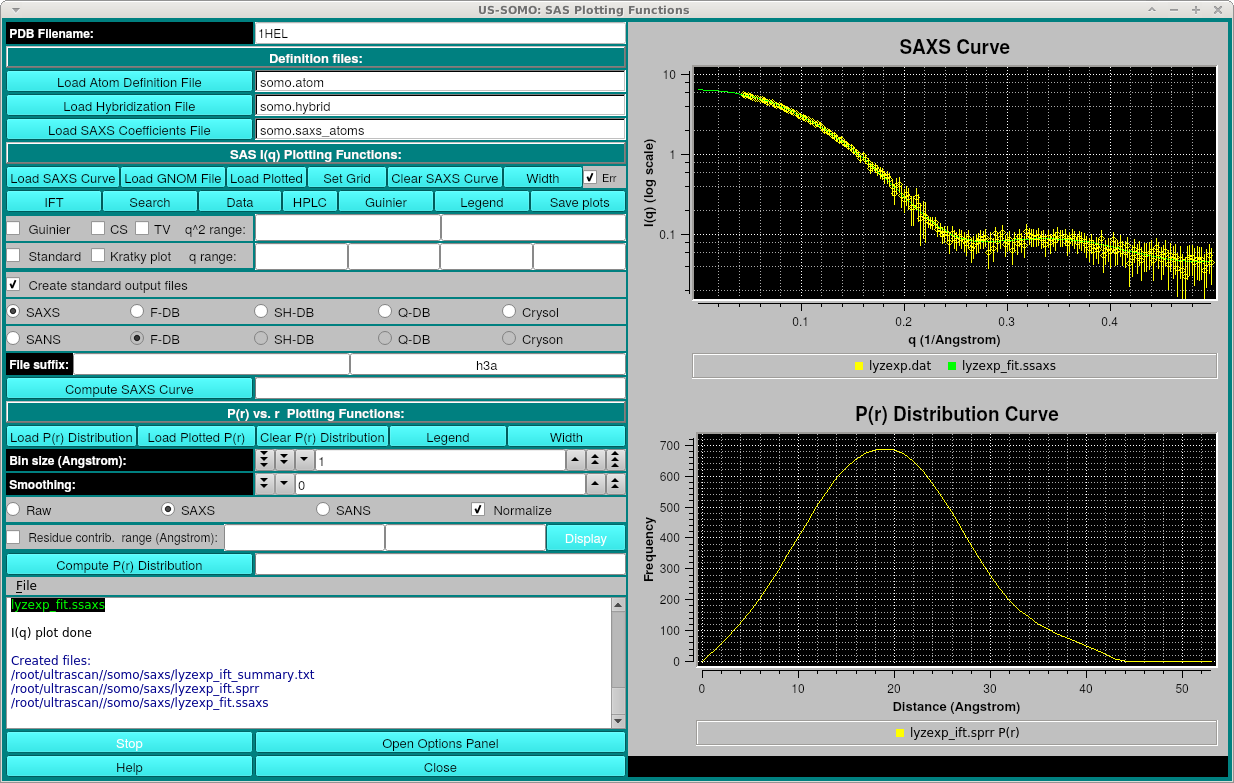 US-SOMO: SAS Plotting Functions
PDB Filename: 1HEL
Definition files:
Load Atom Definition File somo.atom
Load Hybridization File somo.hybrid
Load SAXS Coefficients File somo.saxs_atoms
SAS I(q) Plotting Functions:
Load SAXS Curve Load GNOM File Load Plotted Set Grid Clear SAXS Curve Width Err
IFT Search Data HPLC Guinier Legend Save plots
Guinier CS TV q^2 range:
Standard Kratky plot q range:
Create standard output files
SAXS F-DB SH-DB Q-DB Crysol
SANS F-DB SH-DB Q-DB Cryson
File suffix: h3a
Compute SAXS Curve
P(r) vs. r Plotting Functions:
Load P(r) Distribution Load Plotted P(r) Clear P(r) Distribution Legend Width
Bin size (Angstrom): 1
Smoothing: 0
Raw SAXS SANS Normalize
Residue contrib. range (Angstrom): Display
Compute P(r) Distribution
File
lyzexp_fit.ssaxs
I(q) plot done
Created files:
/root/ultrascan//somo/saxs/lyzexp_ift_summary.txt
/root/ultrascan//somo/saxs/lyzexp_ift.sprr
/root/ultrascan//somo/saxs/lyzexp_fit.ssaxs
Stop Open Options Panel
Help Close
SAXS Curve
I(q) (log scale)
10
1
0.1
0.1 0.2 0.3 0.4
q (1/Angstrom)
lyzexp.dat lyzexp_fit.ssaxs
P(r) Distribution Curve
Frequency
700
600
500
400
300
200
100
0
0 10 20 30 40 50
Distance (Angstrom)
lyzexp_ift.sprr P(r)